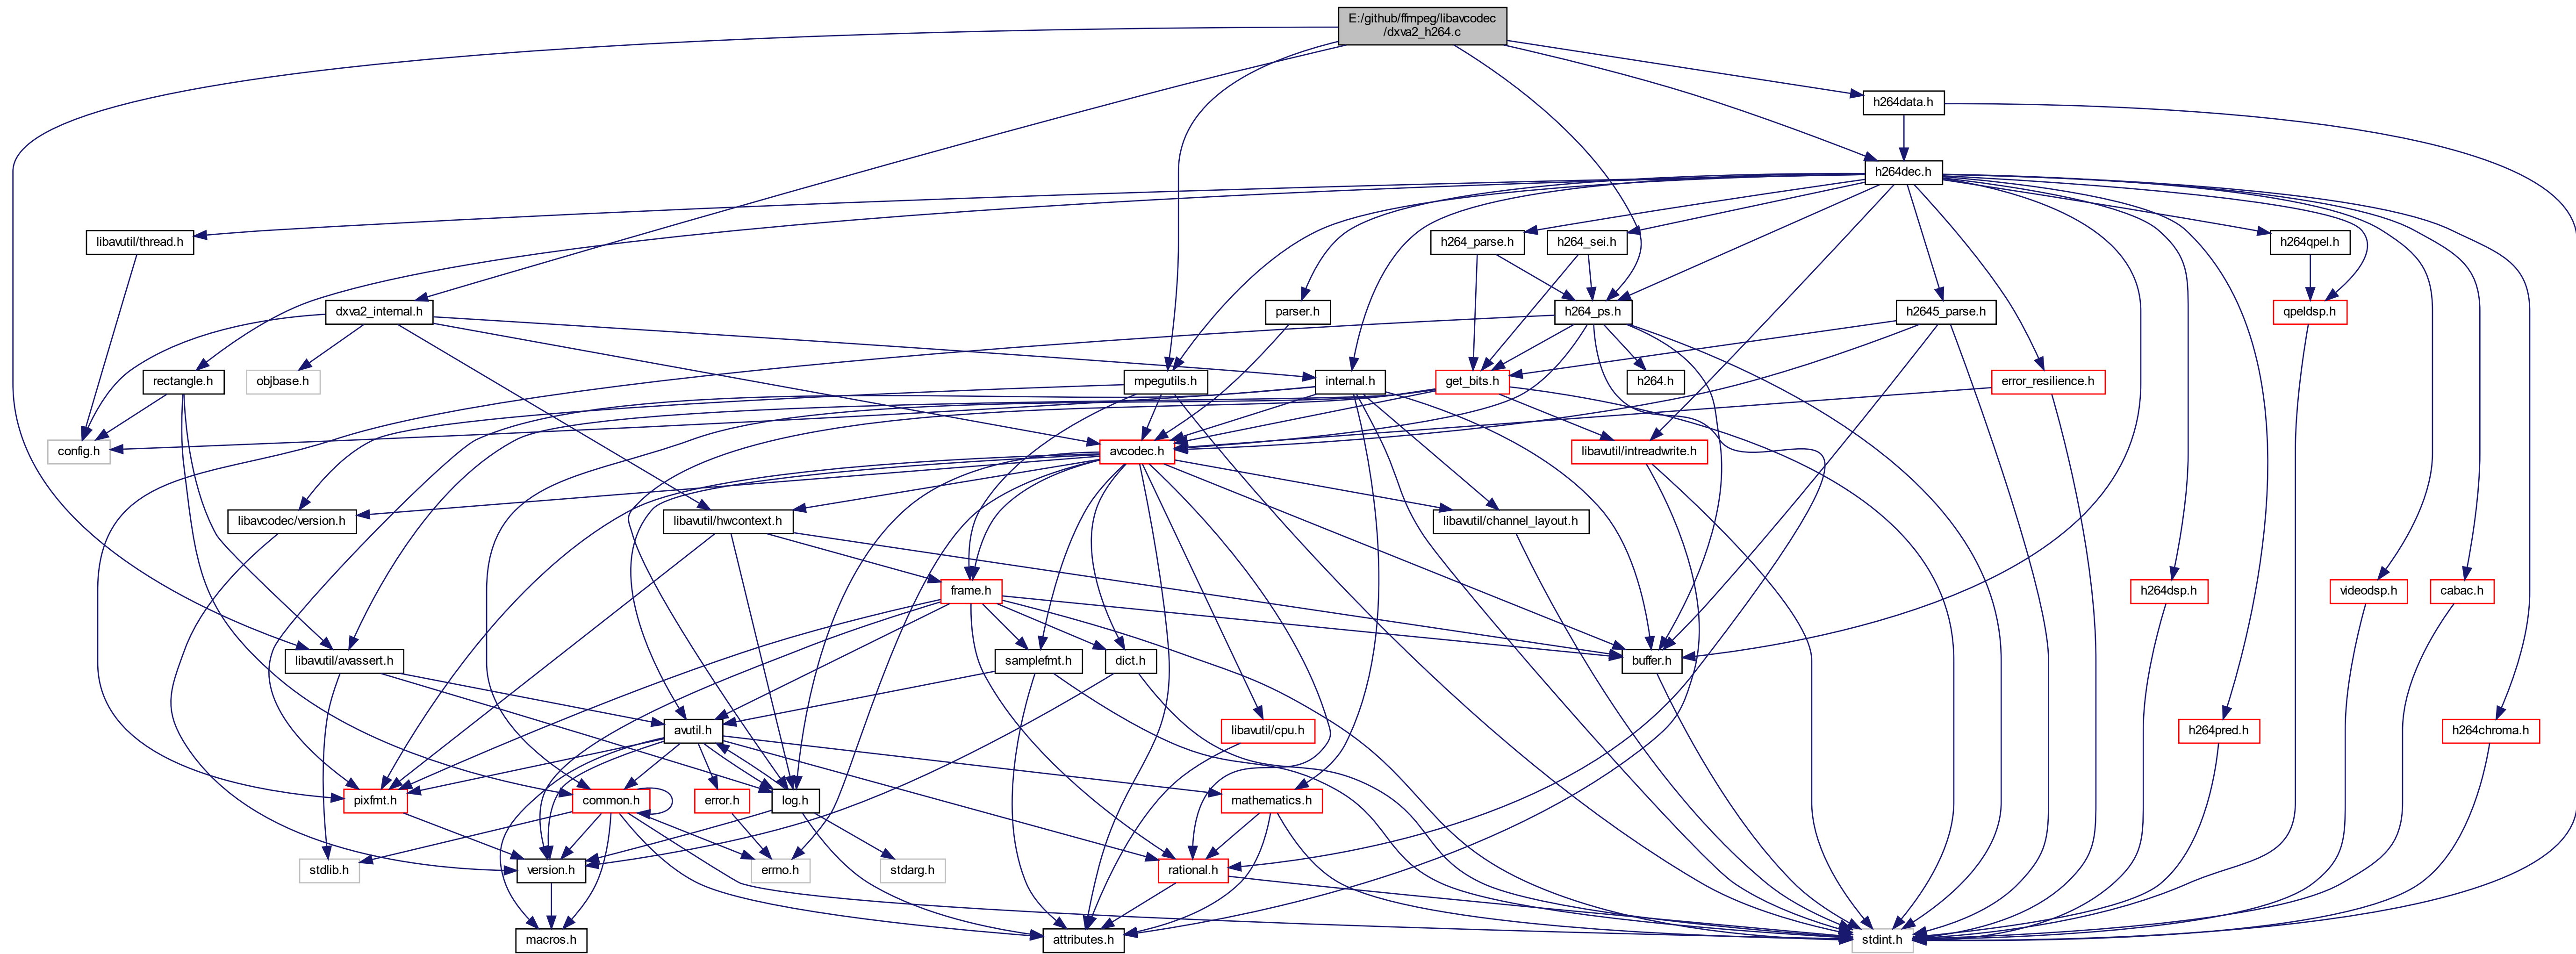 E:/github/ffmpeg/libavcodec
/dxva2_h264.c
h264data.h
h264dec.h
libavutil/thread.h
h264_parse.h
h264_sei.h
h264qpel.h
dxva2_internal.h
parser.h
h264_ps.h
h2645_parse.h
qpeldsp.h
rectangle.h
objbase.h
mpegutils.h
internal.h
get_bits.h
h264.h
error_resilience.h
config.h
avcodec.h
libavutil/intreadwrite.h
libavcodec/version.h
libavutil/hwcontext.h
libavutil/channel_layout.h
frame.h
h264dsp.h
videodsp.h
cabac.h
libavutil/avassert.h
samplefmt.h
dict.h
buffer.h
avutil.h
libavutil/cpu.h
h264pred.h
h264chroma.h
pixfmt.h
common.h
error.h
log.h
mathematics.h
stdlib.h
version.h
errno.h
stdarg.h
rational.h
macros.h
attributes.h
stdint.h